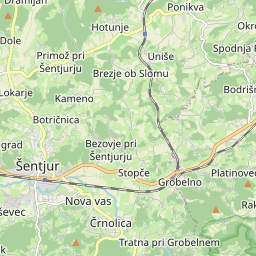 Dramljan
Ponikva
Hotunje
Okro
Dole
Uniše
Spodnja
Primož pri
Šentjurju
Brezje ob Slomu
Lokarje
Kameno
Bodriš
Botričnica
Bezovje pri
Šentjurju
grad
Šentjur
Stopče
Platinove
Grobelno
Nova vas
Rak
ševec
Črnolica
Tratna pri Grobelnem